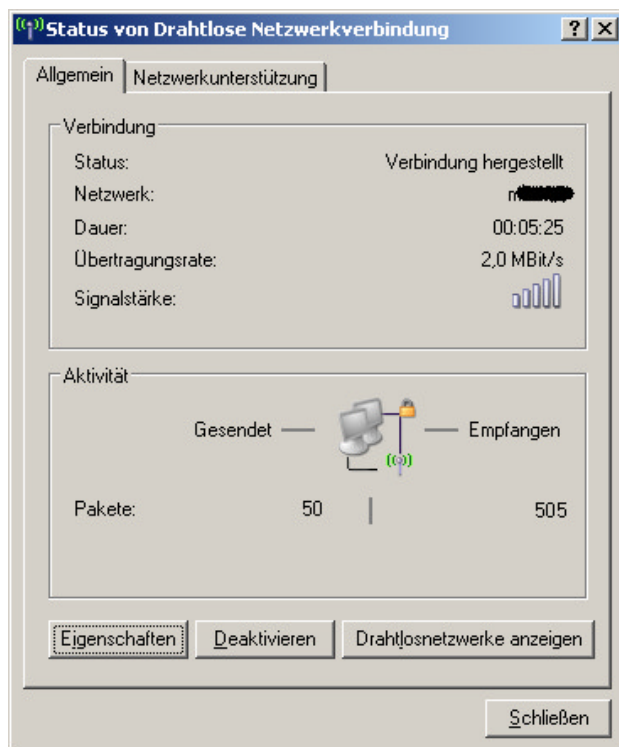 Status von Drahtlose Netzwerkverbindung
Allgemein Netzwerkunterstützung
Verbindung
Status: Verbindung hergestellt
Netzwerk:
Dauer: 00:05:25
Übertragungsrate: 2,0 MBit/s
Signalstärke:
Aktivität
Gesendet Empfangen
Pakete: 50 505
Eigenschaften Deaktivieren Drahtlosnetzwerke anzeigen
Schließen